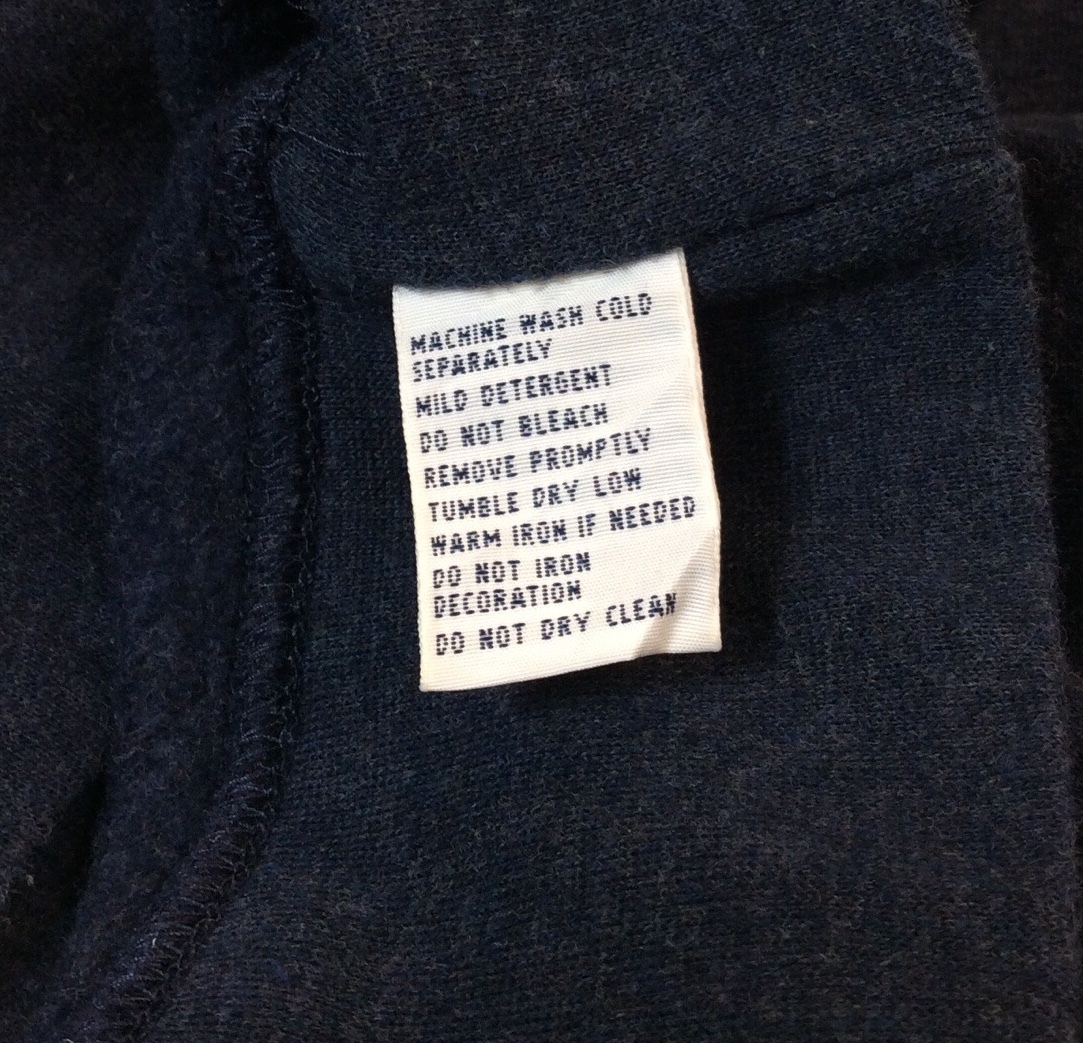 MACHINE WASH COLD
SEPARATELY
MILD DETERGENT
DO NOT BLEACH
REMOVE PROMPTLY
TUMBLE DRY LOW
WARM IRON IF NEEDED
DO NOT IRON
DECORATION
DO NOT DRY CLEAN